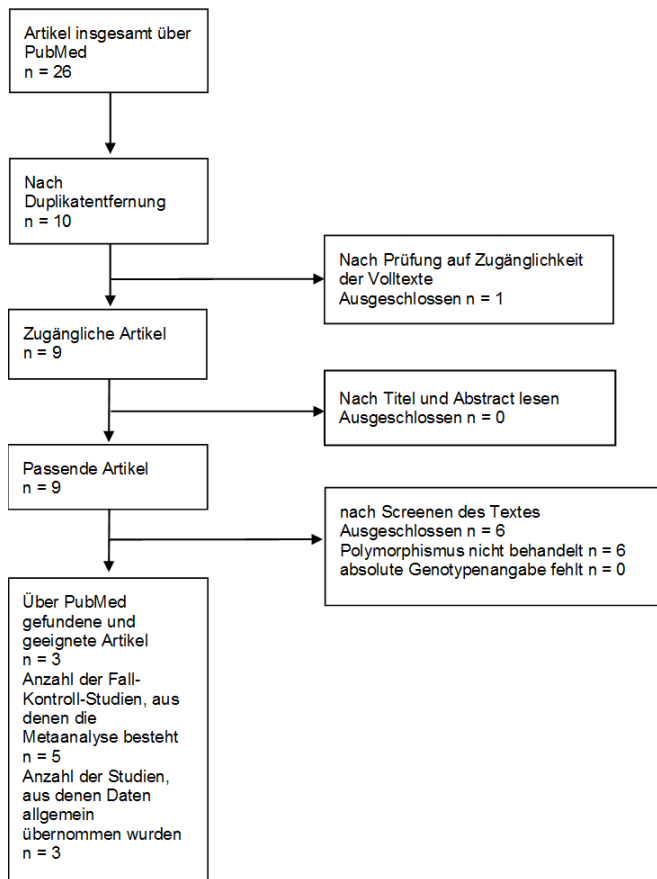 Artikel insgesamt über
PubMed
n = 26
Nach
Duplikatentfernung
n = 10
Nach Prüfung auf Zugänglichkeit
der Volltexte
Ausgeschlossen n = 1
Zugängliche Artikel
n = 9
Nach Titel und Abstract lesen
Ausgeschlossen n = 0
Passende Artikel
n = 9
nach Screenen des Textes
Ausgeschlossen n = 6
Polymorphismus nicht behandelt n = 6
absolute Genotypenangabe fehlt n = 0
Über PubMed
gefundene und
geeignete Artikel
n = 3
Anzahl der Fall-
Kontroll-Studien, aus
denen die
Metaanalyse besteht
n = 5
Anzahl der Studien,
aus denen Daten
allgemein
übernommen wurden
n = 3